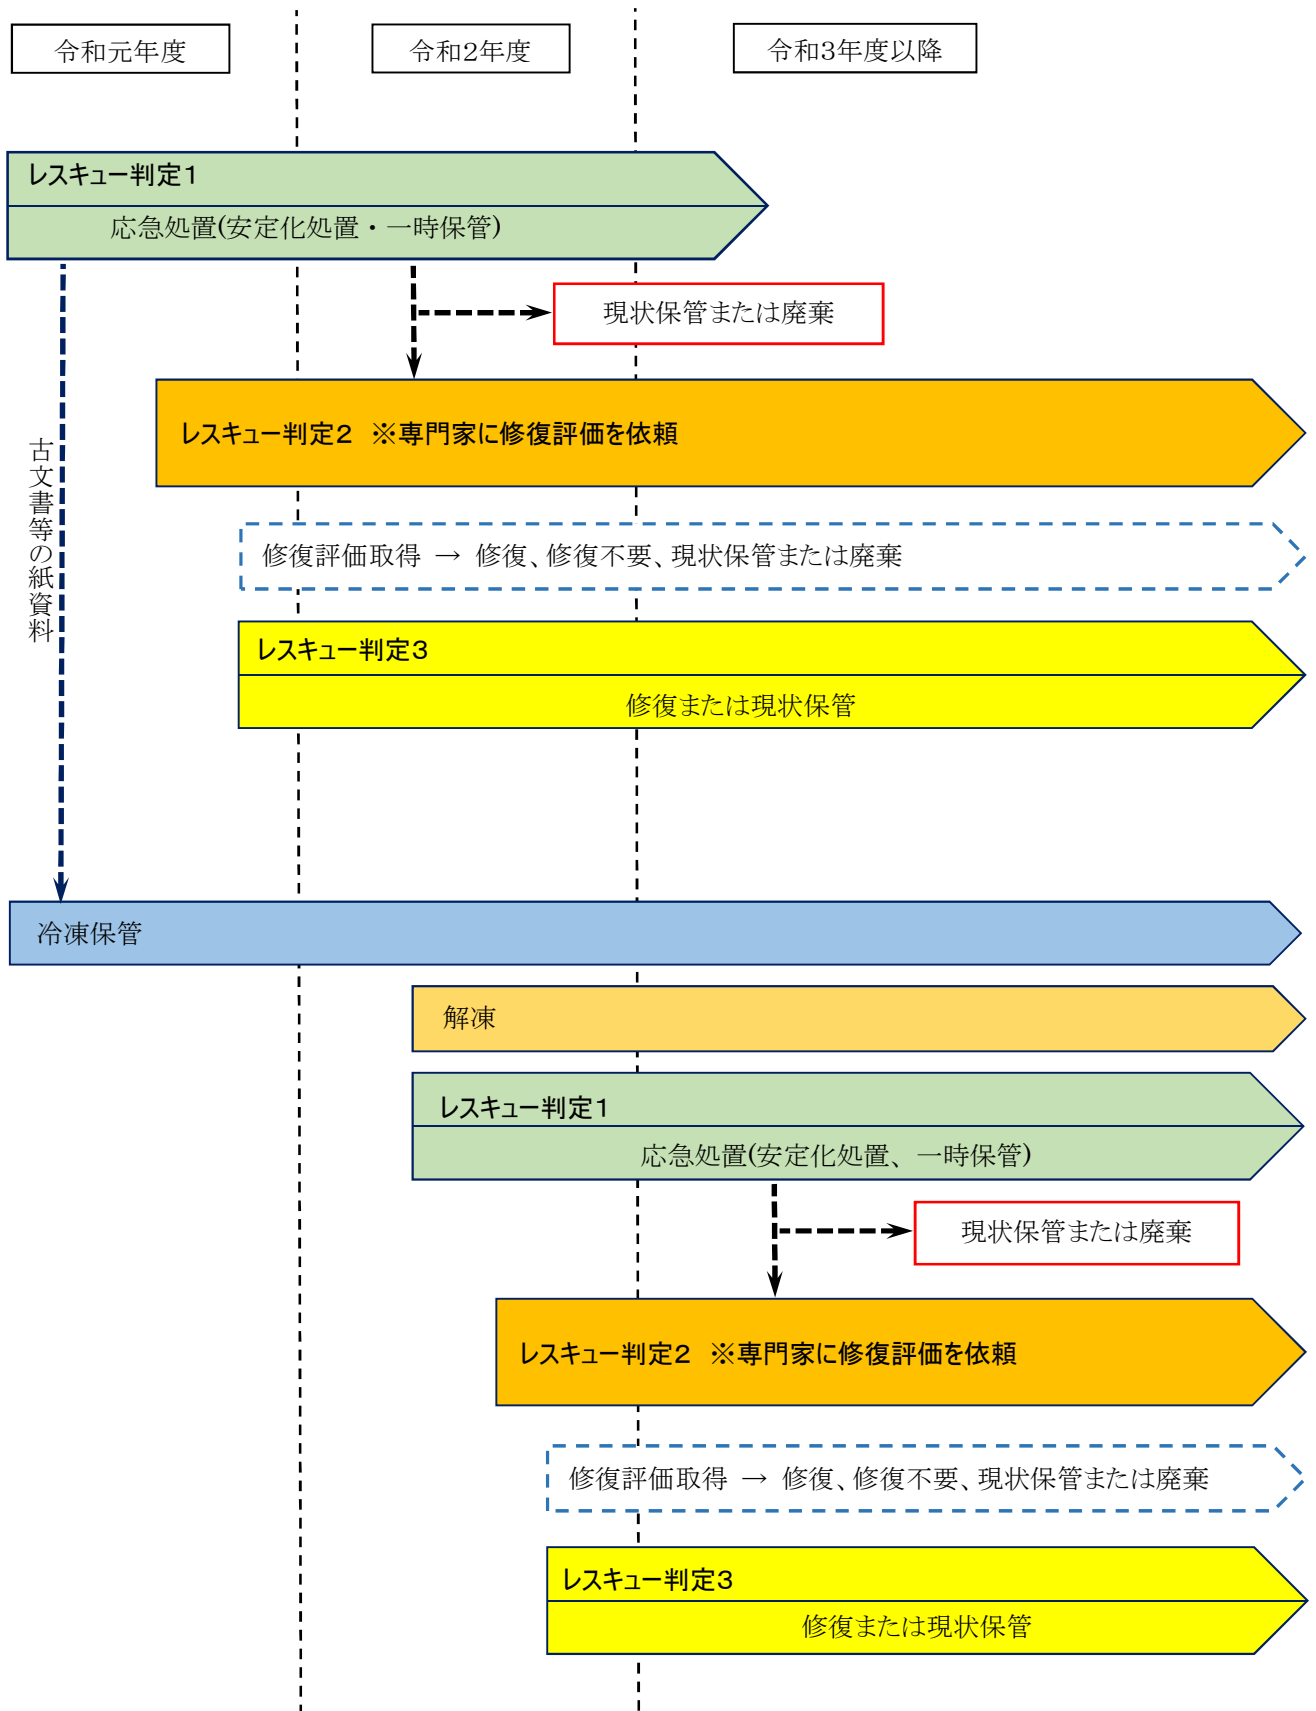 令和元年度
令和2年度
令和3年度以降
レスキュー判定1
応急処置(安定化処置・一時保管)
現状保管または廃棄
レスキュー判定2　※専門家に修復評価を依頼
古文書等の紙資料
修復評価取得 → 修復、修復不要、現状保管または廃棄
レスキュー判定3
修復または現状保管
冷凍保管
解凍
レスキュー判定1
応急処置(安定化処置、一時保管)
現状保管または廃棄
レスキュー判定2　※専門家に修復評価を依頼
修復評価取得 → 修復、修復不要、現状保管または廃棄
レスキュー判定3
修復または現状保管